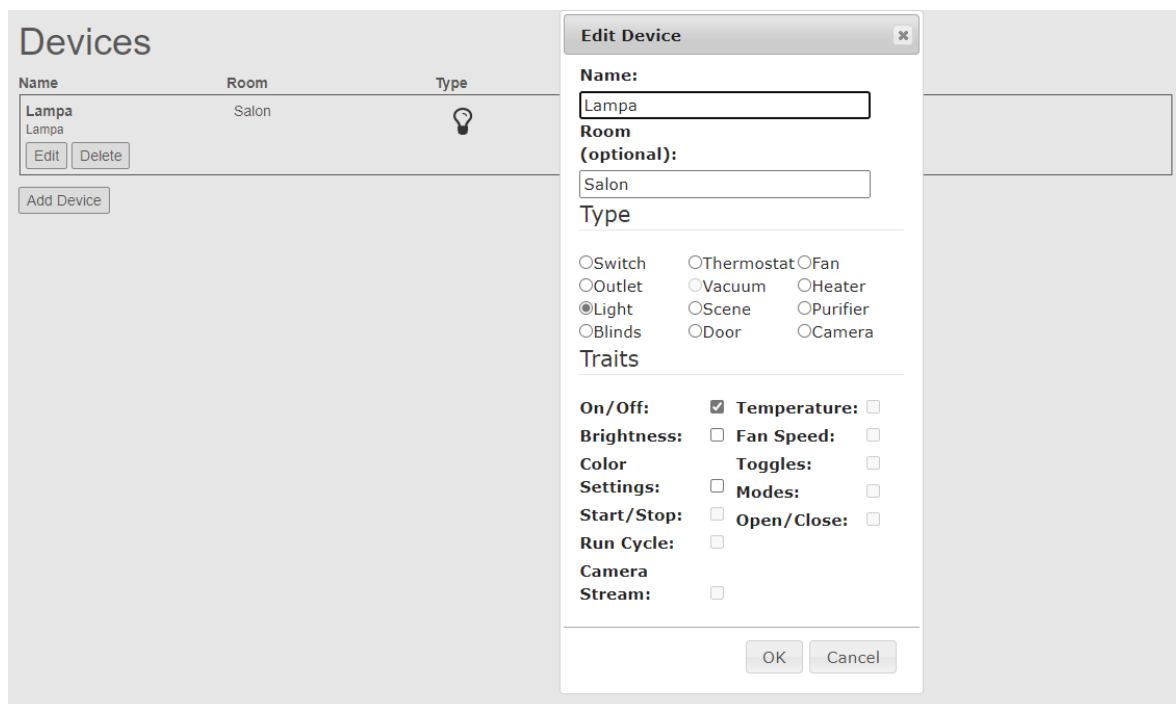 Devices
Name Room Type
Lampa Salon
Lampa
Edit Delete
Add Device
Edit Device
Name:
Lampa
Room
(optional):
Salon
Type
Switch Thermostat Fan
Outlet Vacuum Heater
Light Scene Purifier
Blinds Door Camera
Traits
On/Off: Temperature:
Brightness: Fan Speed:
Color Toggles:
Settings: Modes:
Start/Stop: Open/Close:
Run Cycle:
Camera
Stream:
OK Cancel